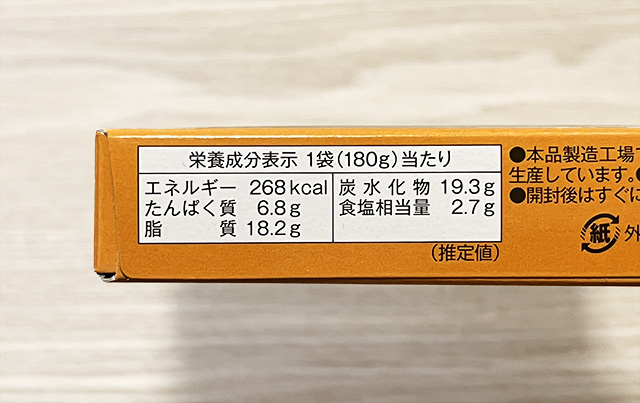 栄養成分表示 1袋(180g)当たり
エネルギー 268kcal
たんぱく質 6.8g
脂質 18.2g
炭水化物 19.3g
食塩相当量 2.7g
(推定値)
●本品製造工場で
生産しています。●
●開封後はすぐに
紙 外